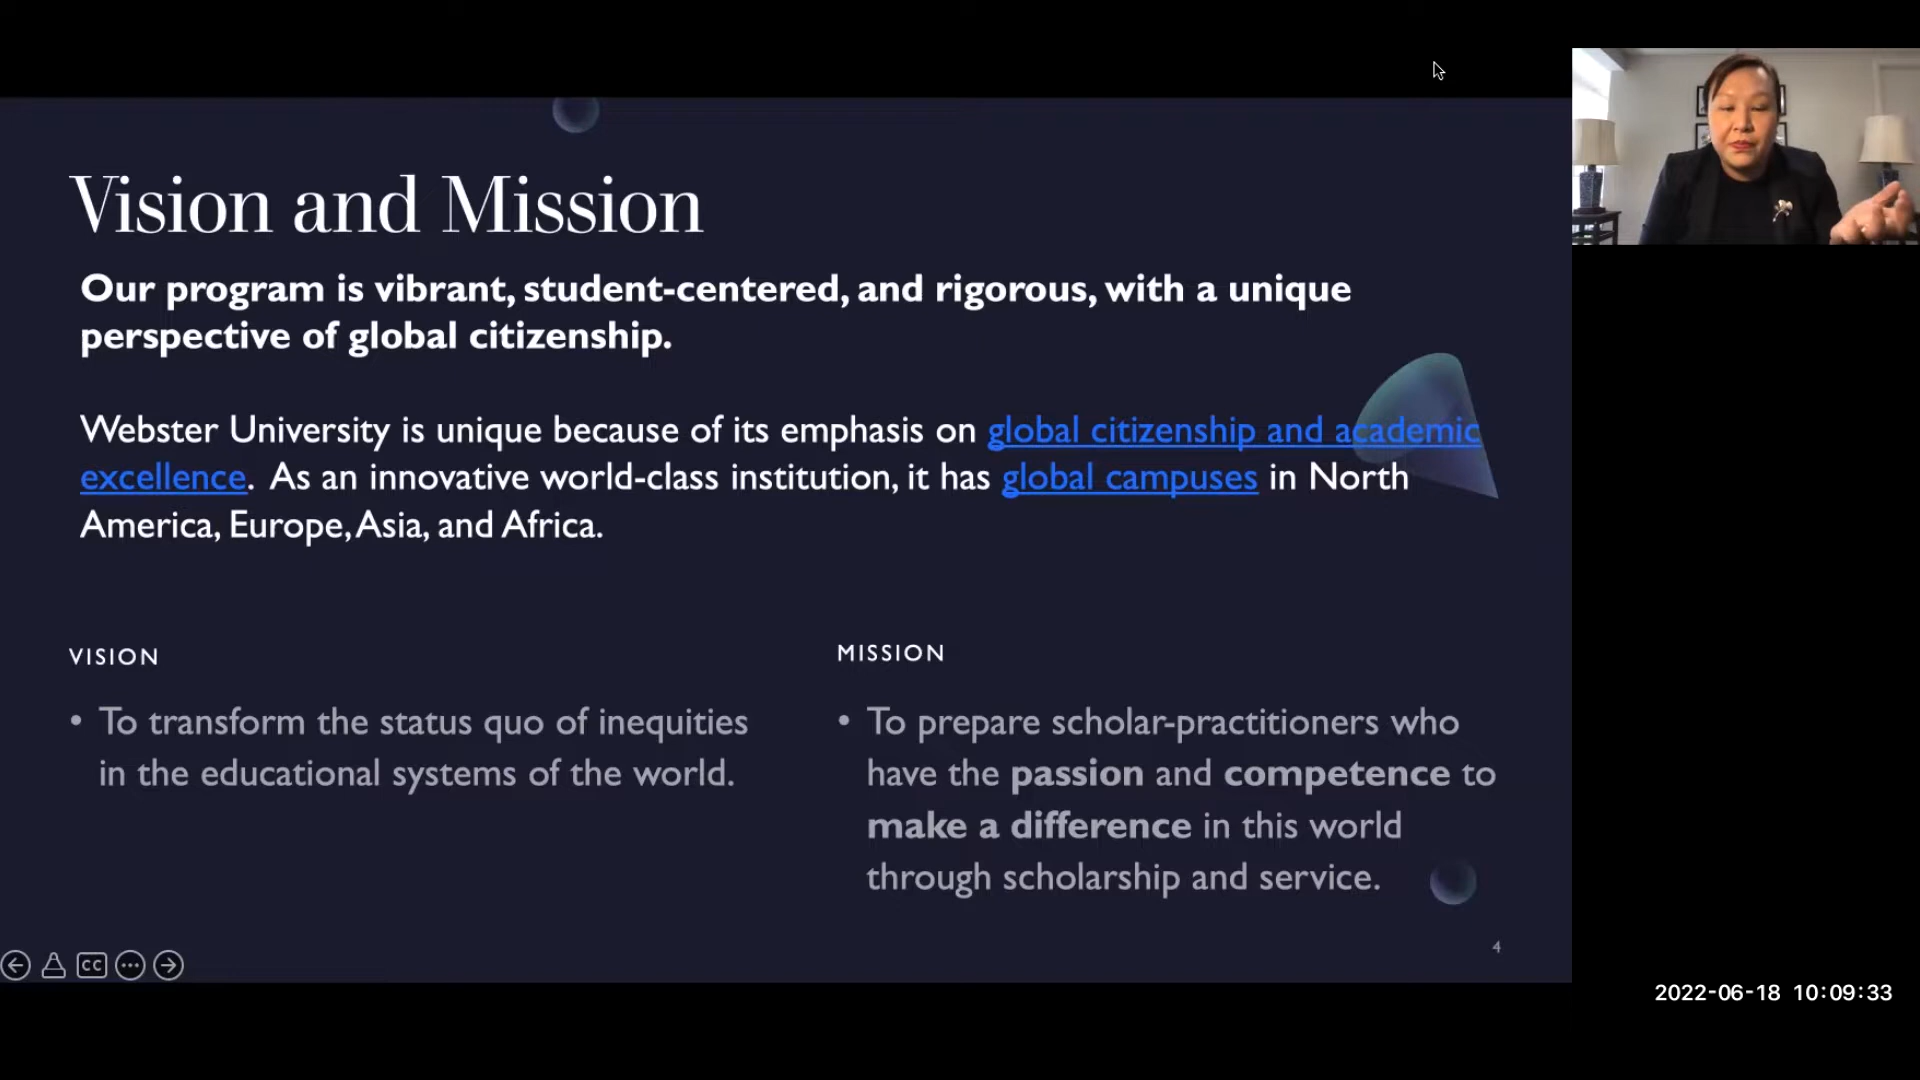 Vision and Mission
Our program is vibrant, student-centered, and rigorous, with a unique
perspective of global citizenship.
Webster University is unique because of its emphasis on global citizenship and academic
excellence. As an innovative world-class institution, it has global campuses in North
America, Europe, Asia, and Africa.
VISION
• To transform the status quo of inequities
in the educational systems of the world.
MISSION
• To prepare scholar-practitioners who
have the passion and competence to
make a difference in this world
through scholarship and service.
4
CC
2022-06-18 10:09:33